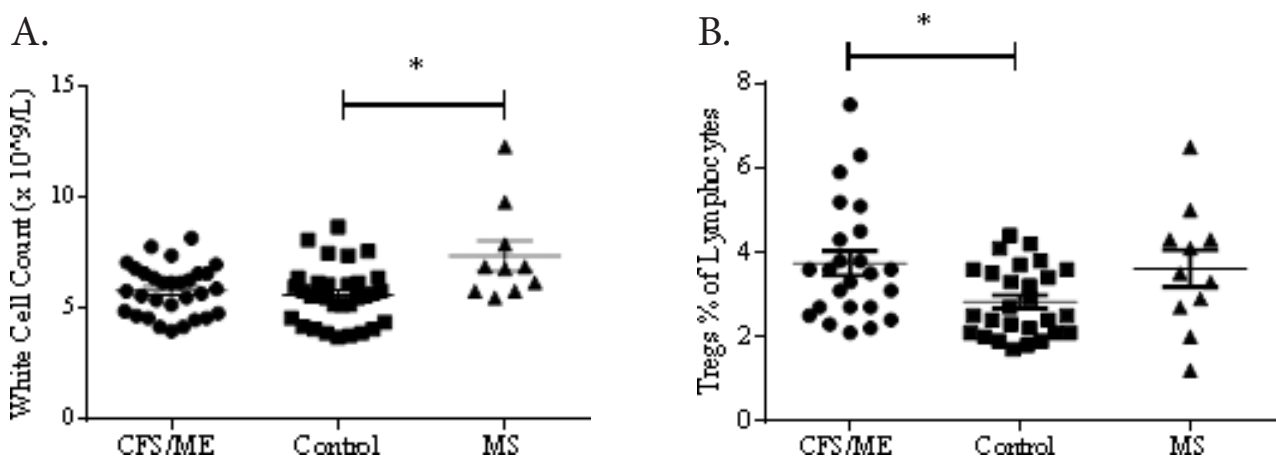 A.
*
White Cell Count (x 10^9/L)
15
10
5
0
CFS/ME Control MS
B.
*
Tregs % of Lymphocytes
8
6
4
2
0
CFS/ME Control MS